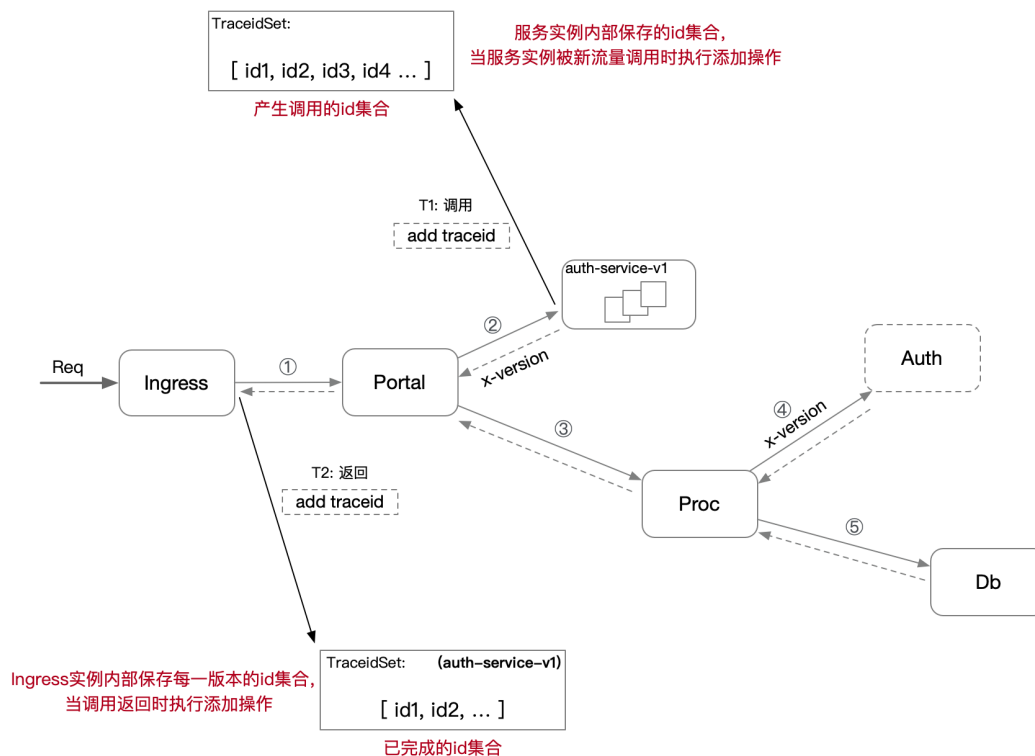 TraceidSet:
[ id1, id2, id3, id4 ... ]
产生调用的id集合
服务实例内部保存的id集合,
当服务实例被新流量调用时执行添加操作
T1: 调用
add traceid
auth-service-v1
②
x-version
Req
Ingress
①
Portal
Auth
④
x-version
③
T2: 返回
add traceid
Proc
⑤
Db
TraceidSet: (auth-service-v1)
[ id1, id2, ... ]
已完成的id集合
Ingress实例内部保存每一版本的id集合,
当调用返回时执行添加操作